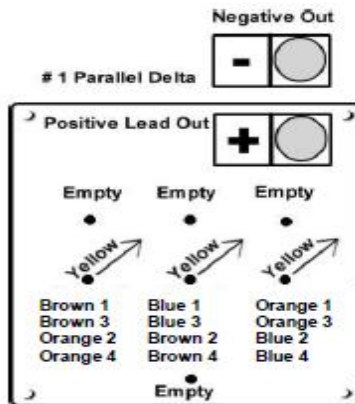 Negative Out
-
# 1 Parallel Delta
Positive Lead Out
+
Empty Empty Empty
Yellow Yellow Yellow
Brown 1 Blue 1 Orange 1
Brown 3 Blue 3 Orange 3
Orange 2 Brown 2 Blue 2
Orange 4 Brown 4 Blue 4
Empty